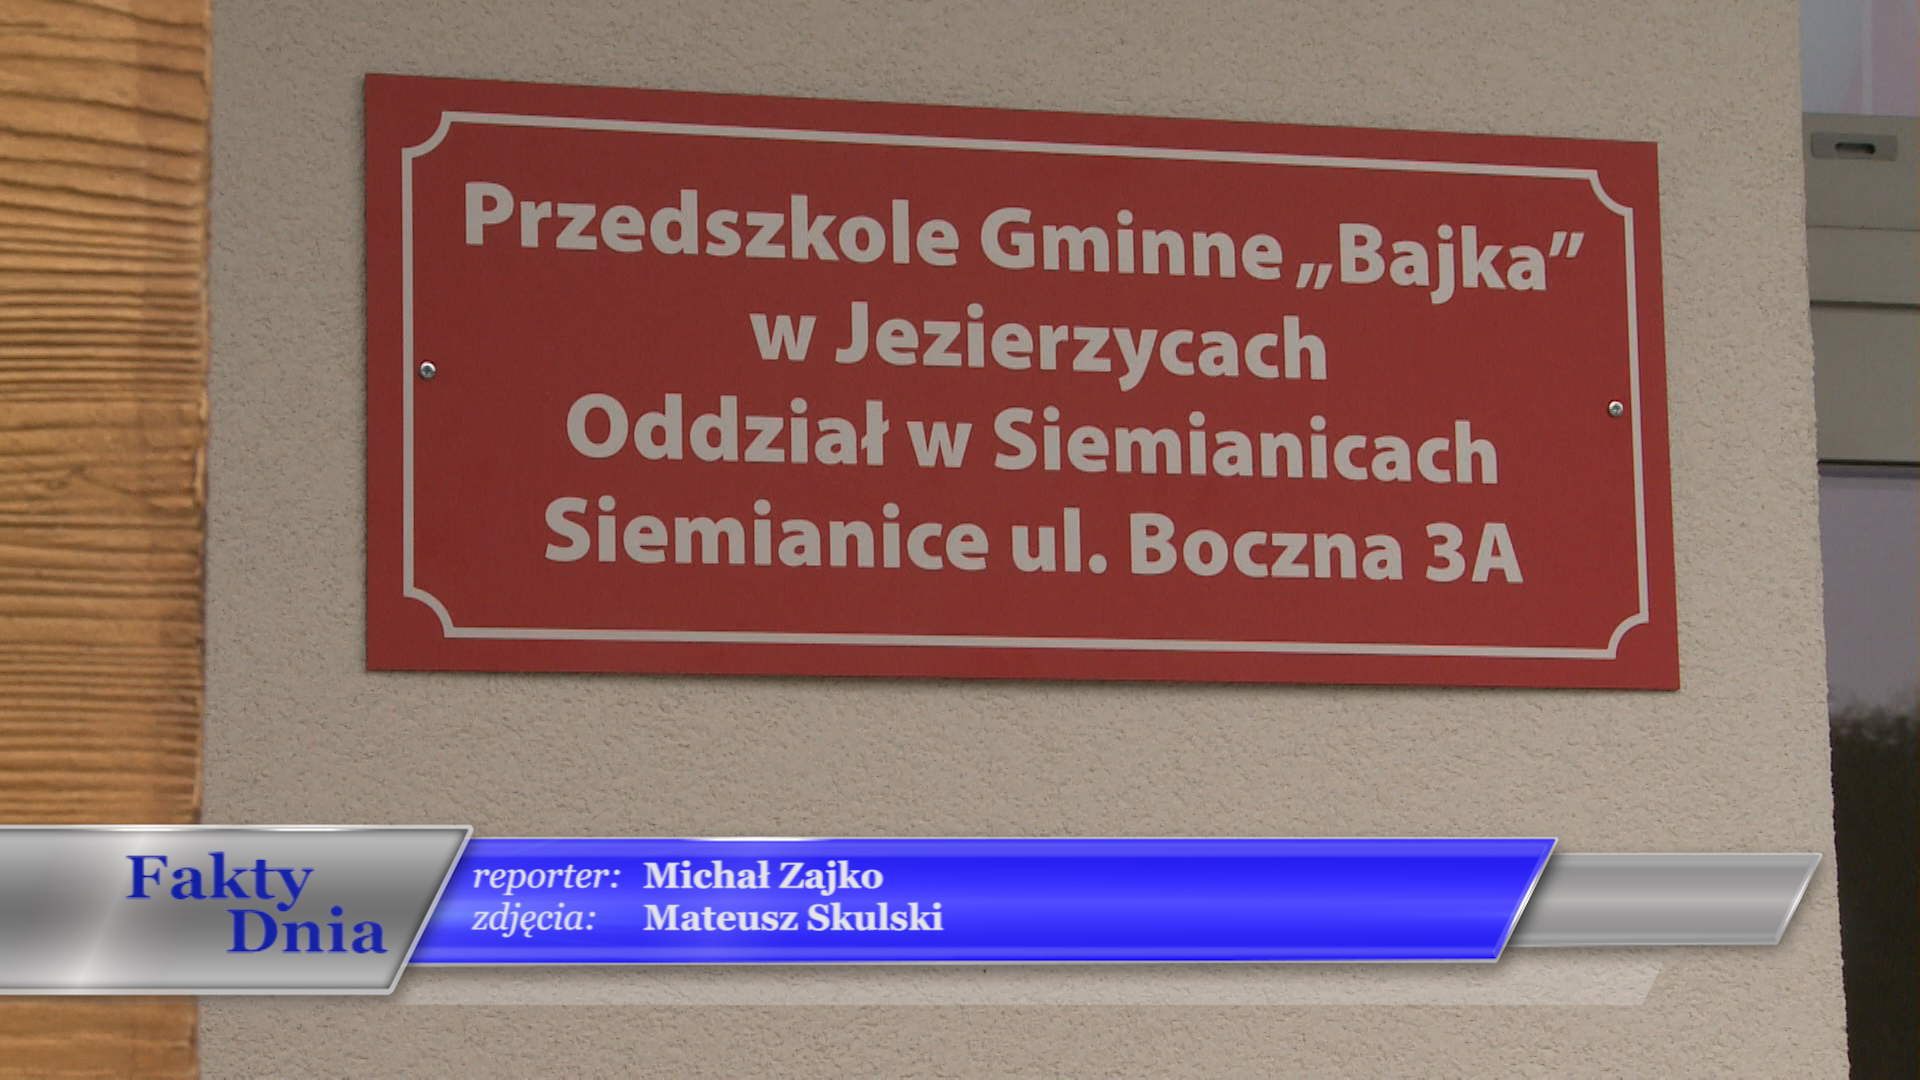 Przedszkole Gminne „Bajka”
w Jezierzycach
Oddział w Siemianicach
Siemianice ul. Boczna 3A
Fakty
Dnia
reporter: Michał Zajko
zdjęcia: Mateusz Skulski